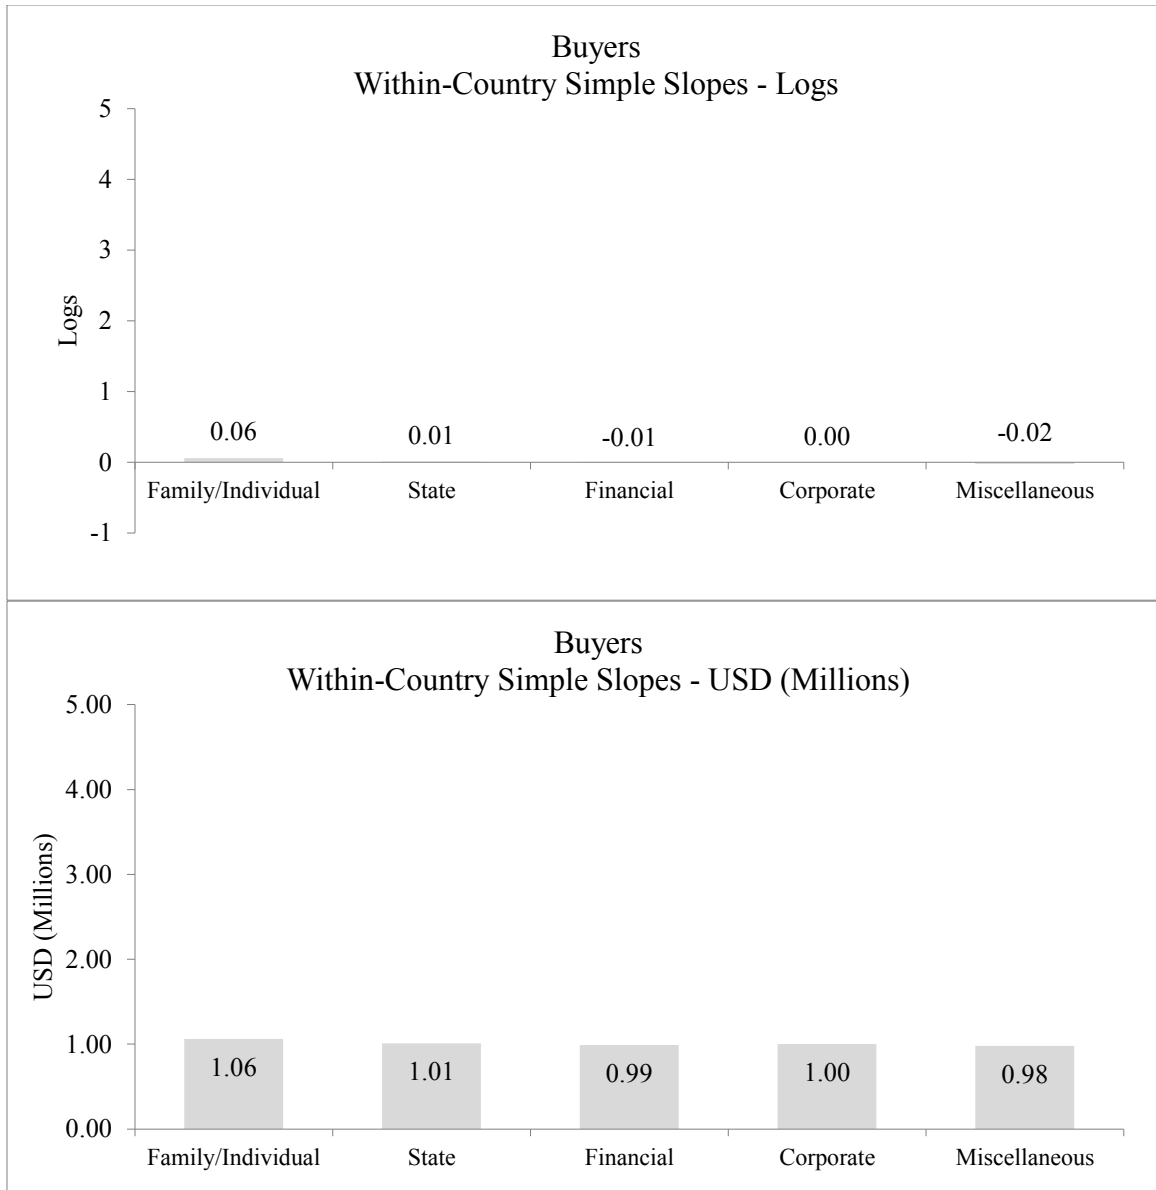 Buyers
Within-Country Simple Slopes - Logs
5
4
3
2
1
0
-1
Logs
0.06 0.01 -0.01 0.00 -0.02
Family/Individual State Financial Corporate Miscellaneous
Buyers
Within-Country Simple Slopes - USD (Millions)
5.00
4.00
3.00
2.00
1.00
0.00
USD (Millions)
1.06 1.01 0.99 1.00 0.98
Family/Individual State Financial Corporate Miscellaneous